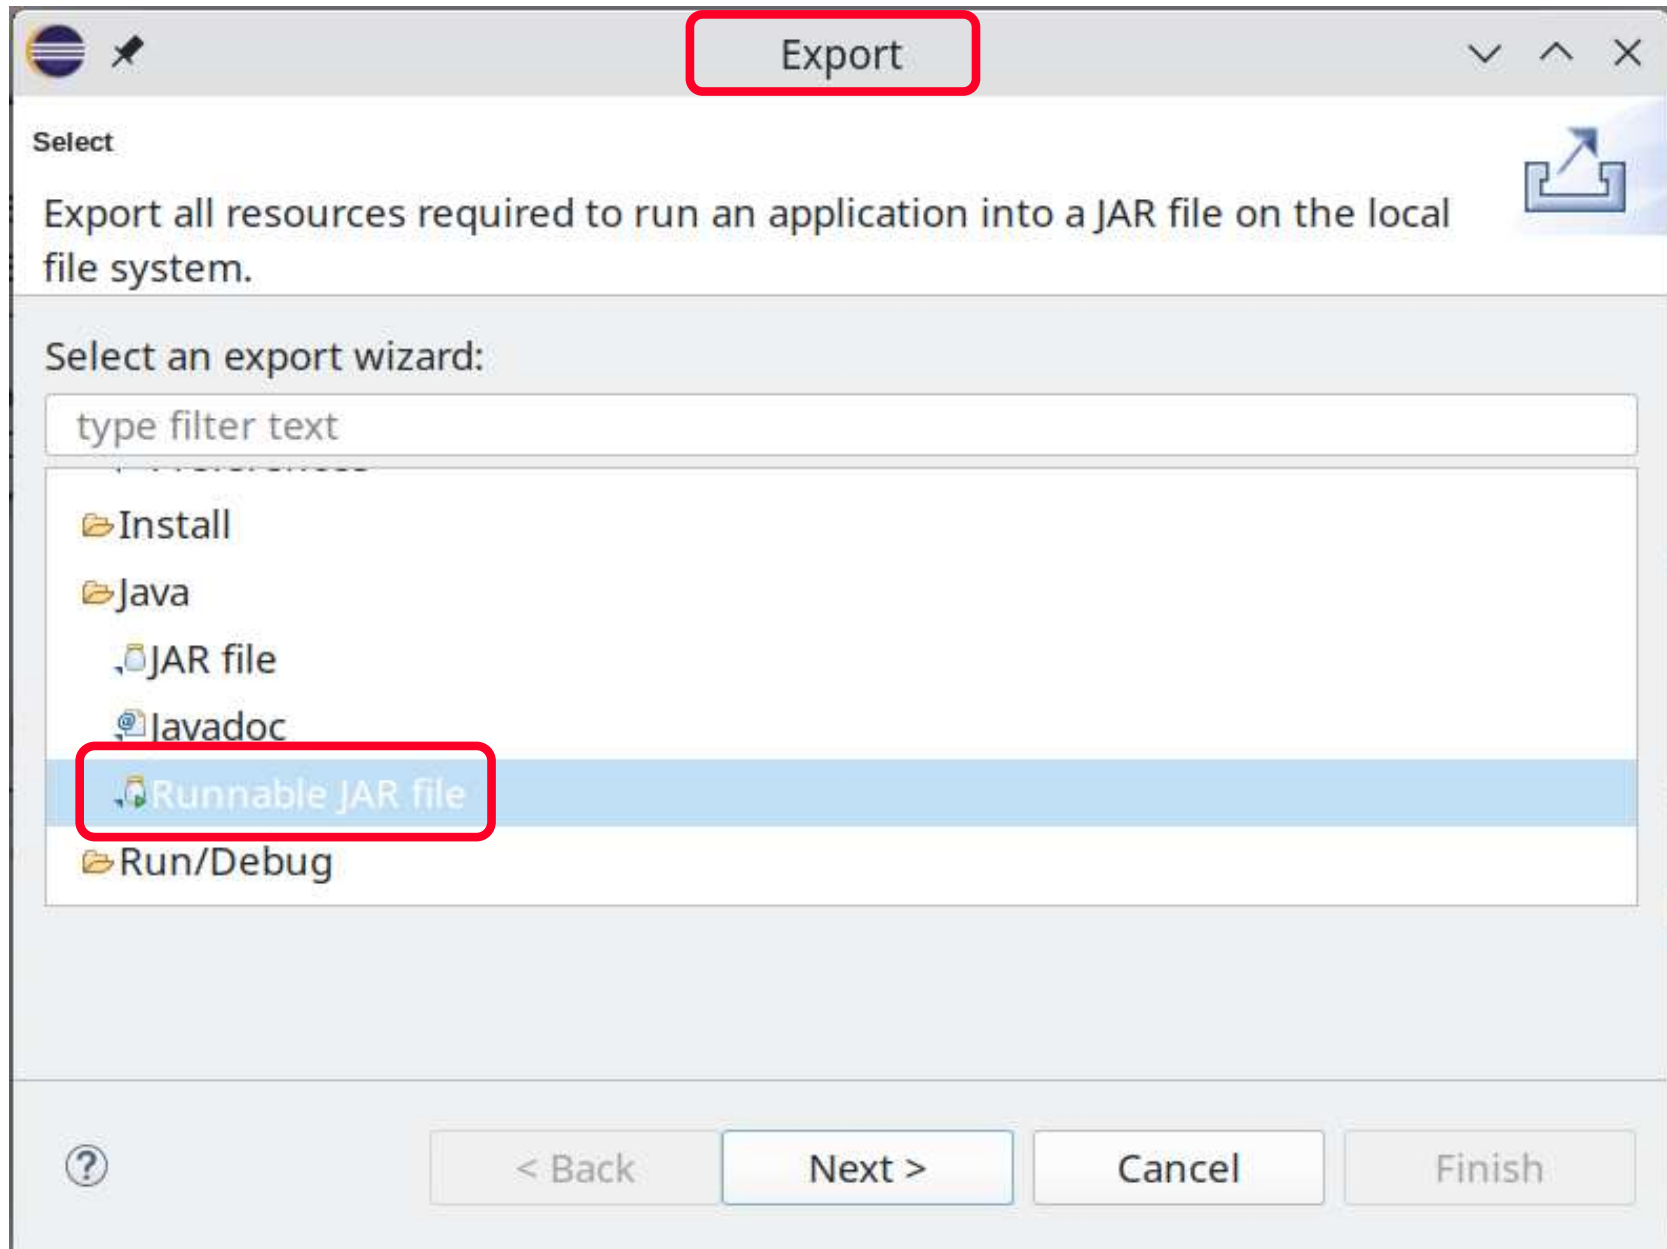 Export
Select
Export all resources required to run an application into a JAR file on the local
file system.
Select an export wizard:
type filter text
Install
Java
JAR file
Javadoc
Runnable JAR file
Run/Debug
?
< Back
Next >
Cancel
Finish